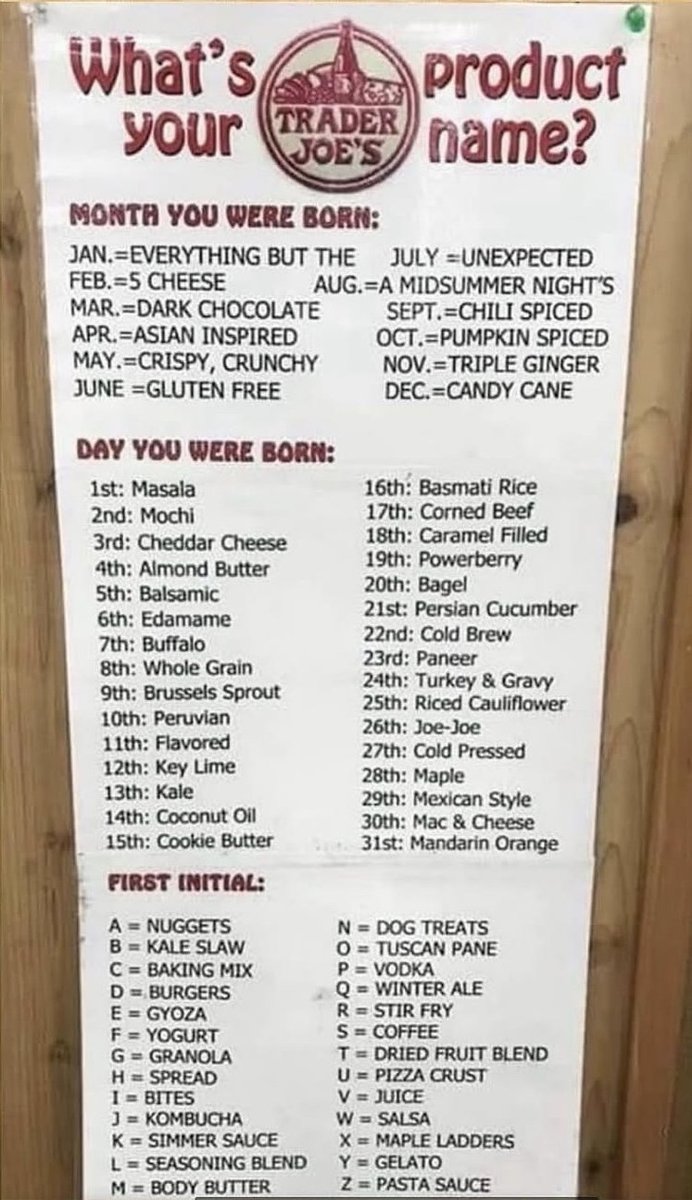 What's product
your name?
TRADER
JOE'S
MONTH YOU WERE BORN:
JAN.=EVERYTHING BUT THE
FEB.=5 CHEESE
MAR.=DARK CHOCOLATE
APR.=ASIAN INSPIRED
MAY.=CRISPY, CRUNCHY
JUNE =GLUTEN FREE
JULY =UNEXPECTED
AUG.=A MIDSUMMER NIGHT'S
SEPT.=CHILI SPICED
OCT.=PUMPKIN SPICED
NOV.=TRIPLE GINGER
DEC.=CANDY CANE
DAY YOU WERE BORN:
1st: Masala
2nd: Mochi
3rd: Cheddar Cheese
4th: Almond Butter
5th: Balsamic
6th: Edamame
7th: Buffalo
8th: Whole Grain
9th: Brussels Sprout
10th: Peruvian
11th: Flavored
12th: Key Lime
13th: Kale
14th: Coconut Oil
15th: Cookie Butter
16th: Basmati Rice
17th: Corned Beef
18th: Caramel Filled
19th: Powerberry
20th: Bagel
21st: Persian Cucumber
22nd: Cold Brew
23rd: Paneer
24th: Turkey & Gravy
25th: Riced Cauliflower
26th: Joe-Joe
27th: Cold Pressed
28th: Maple
29th: Mexican Style
30th: Mac & Cheese
31st: Mandarin Orange
FIRST INITIAL:
A = NUGGETS
B = KALE SLAW
C = BAKING MIX
D = BURGERS
E = GYOZA
F = YOGURT
G = GRANOLA
H = SPREAD
I = BITES
J = KOMBUCHA
K = SIMMER SAUCE
L = SEASONING BLEND
M = BODY BUTTER
N = DOG TREATS
O = TUSCAN PANE
P = VODKA
Q = WINTER ALE
R = STIR FRY
S = COFFEE
T = DRIED FRUIT BLEND
U = PIZZA CRUST
V = JUICE
W = SALSA
X = MAPLE LADDERS
Y = GELATO
Z = PASTA SAUCE